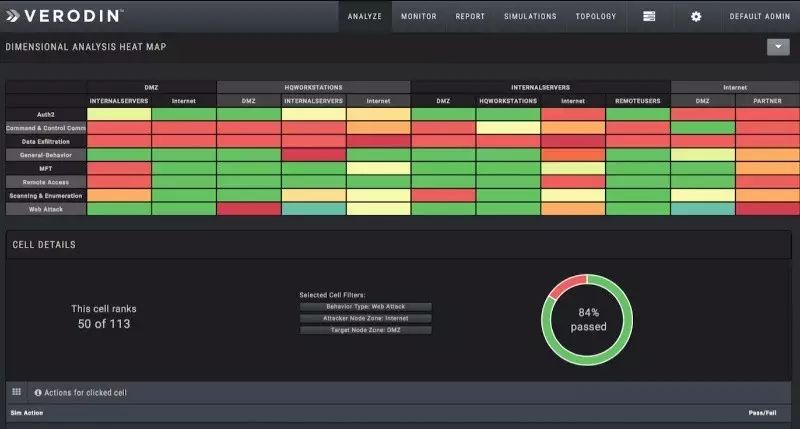 VERODIN™ ANALYZE MONITOR REPORT SIMULATIONS TOPOLOGY DEFAULT ADMIN
DIMENSIONAL ANALYSIS HEAT MAP
DMZ HQWORKSTATIONS INTERNALSERVERS Internet
INTERNALSERVERS Internet DMZ INTERNALSERVERS Internet DMZ HQWORKSTATIONS Internet REMOTEUSERS DMZ PARTNER
Auth2
Command & Control Comm
Data Exfiltration
General-Behavior
MFT
Remote Access
Scanning & Enumeration
Web Attack
CELL DETAILS
This cell ranks
50 of 113
Selected Cell Filters:
Behavior Type: Web Attack
Attacker Node Zone: Internet
Target Node Zone: DMZ
84%
passed
Actions for clicked cell
Sim Action Pass/Fail